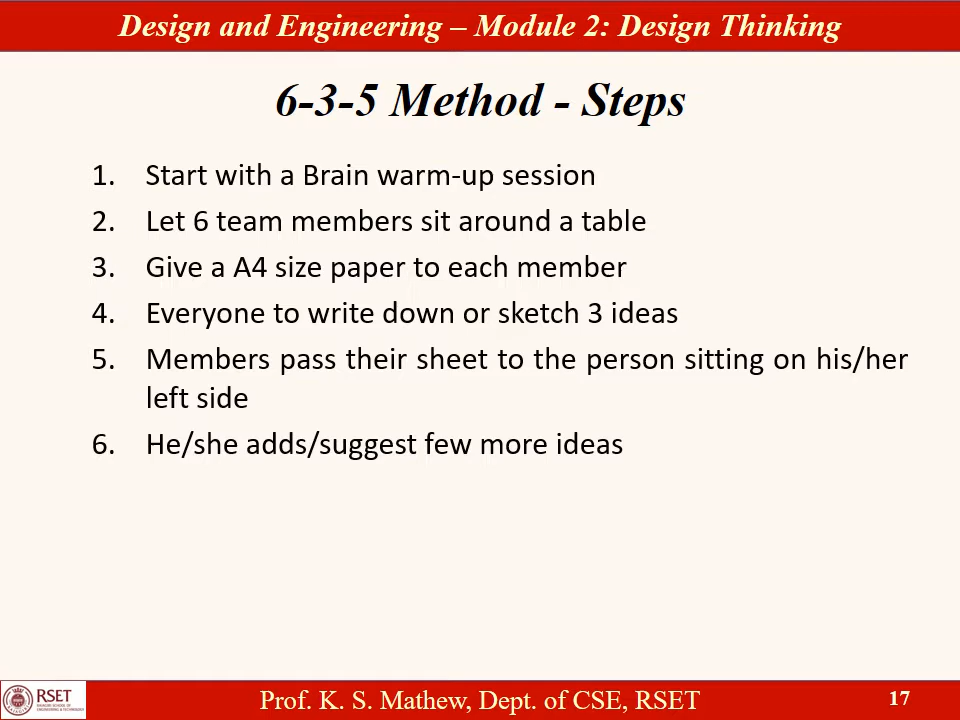 Design and Engineering – Module 2: Design Thinking
6-3-5 Method - Steps
1. Start with a Brain warm-up session
2. Let 6 team members sit around a table
3. Give a A4 size paper to each member
4. Everyone to write down or sketch 3 ideas
5. Members pass their sheet to the person sitting on his/her
left side
6. He/she adds/suggest few more ideas
RSET
Prof. K. S. Mathew, Dept. of CSE, RSET
17